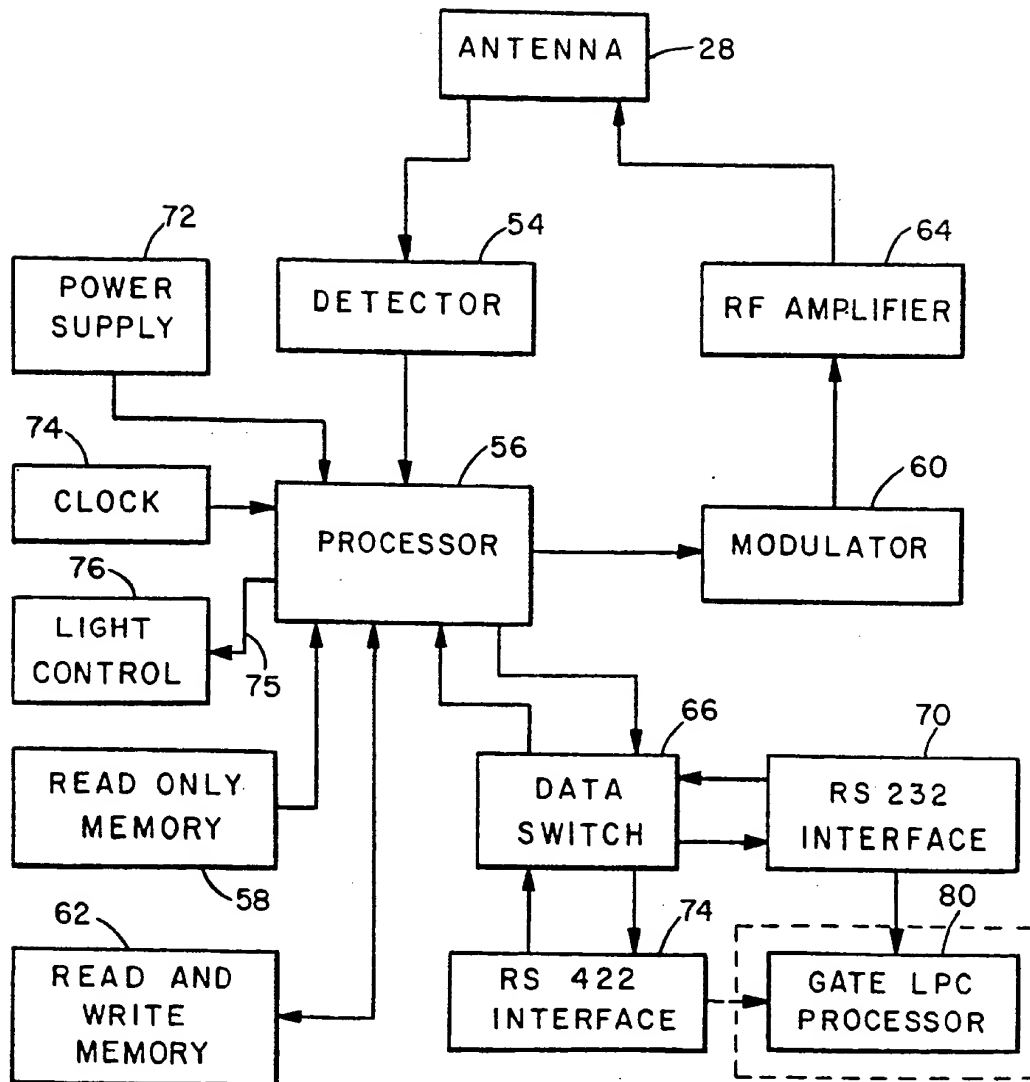 ANTENNA
28
72
54
64
POWER
SUPPLY
DETECTOR
RF AMPLIFIER
74
56
60
CLOCK
PROCESSOR
MODULATOR
76
LIGHT
CONTROL
75
66
70
READ ONLY
MEMORY
DATA
SWITCH
RS 232
INTERFACE
58
62
74
80
READ AND
WRITE
MEMORY
RS 422
INTERFACE
GATE LPC
PROCESSOR